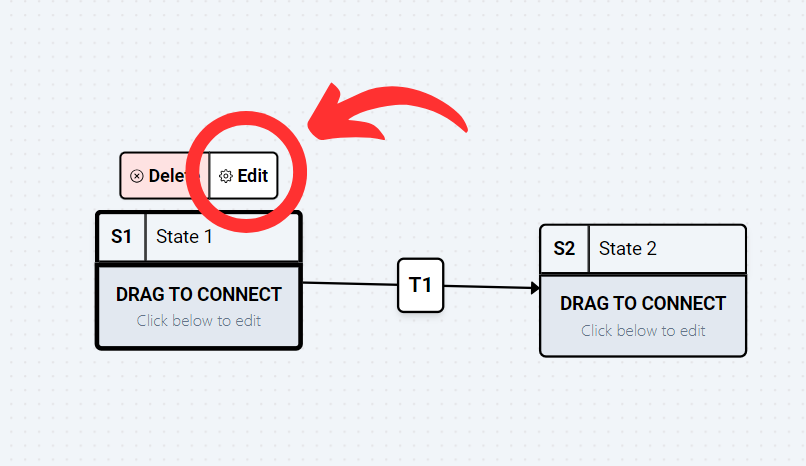 Delete Edit
S1 State 1
DRAG TO CONNECT
Click below to edit
T1
S2 State 2
DRAG TO CONNECT
Click below to edit